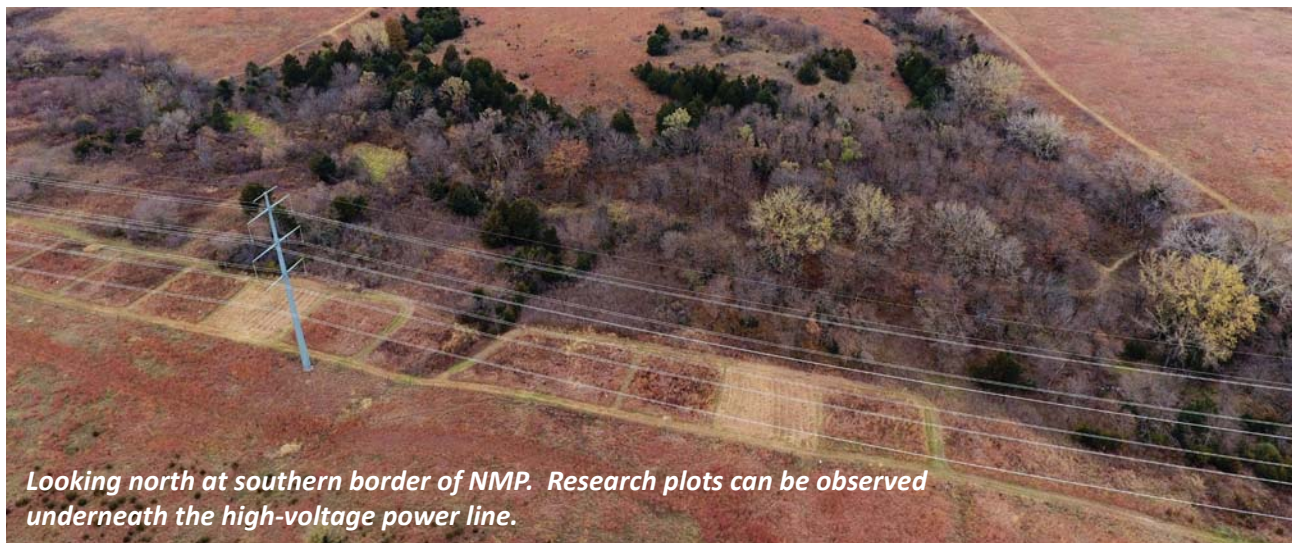 Looking north at southern border of NMP.  Research plots can be observed
underneath the high-voltage power line.